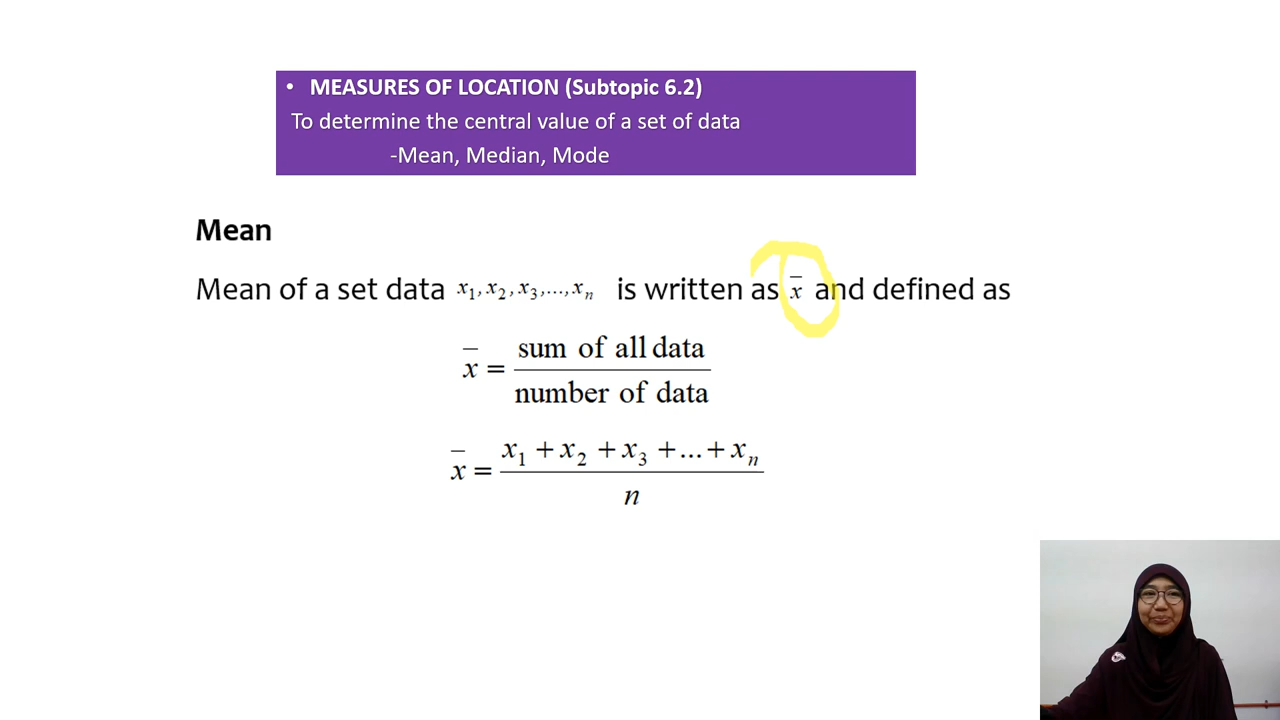 • MEASURES OF LOCATION (Subtopic 6.2)
To determine the central value of a set of data
-Mean, Median, Mode
Mean
Mean of a set data x₁, x₂, x₃,..., xₙ is written as x̄ and defined as
x̄ = sum of all data / number of data
x̄ = x₁ + x₂ + x₃ + ... + xₙ / n